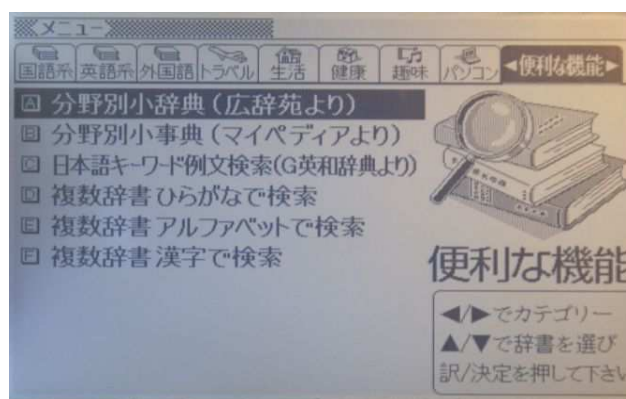 メニュー
国語系 英語系 外国語 トラベル 生活 健康 趣味 パソコン ◀便利な機能▶
A 分野別小辞典(広辞苑より)
B 分野別小事典(マイペディアより)
C 日本語キーワード例文検索(G英和辞典より)
D 複数辞書ひらがなで検索
E 複数辞書アルファベットで検索
F 複数辞書漢字で検索
便利な機能
◀/▶でカテゴリー
▲/▼で辞書を選び
訳/決定を押して下さい